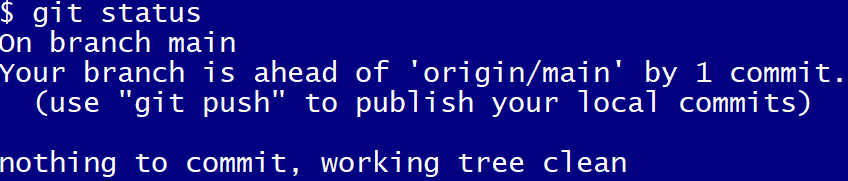 $ git status
On branch main
Your branch is ahead of 'origin/main' by 1 commit.
  (use "git push" to publish your local commits)

nothing to commit, working tree clean